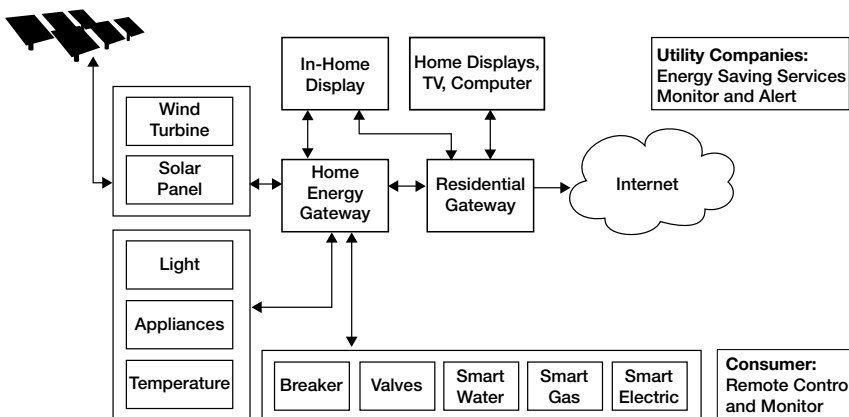 In-Home
Display
Home Displays,
TV, Computer
Utility Companies:
Energy Saving Services
Monitor and Alert
Wind
Turbine
Solar
Panel
Home
Energy
Gateway
Residential
Gateway
Internet
Light
Appliances
Temperature
Breaker
Valves
Smart
Water
Smart
Gas
Smart
Electric
Consumer:
Remote Contro
and Monitor